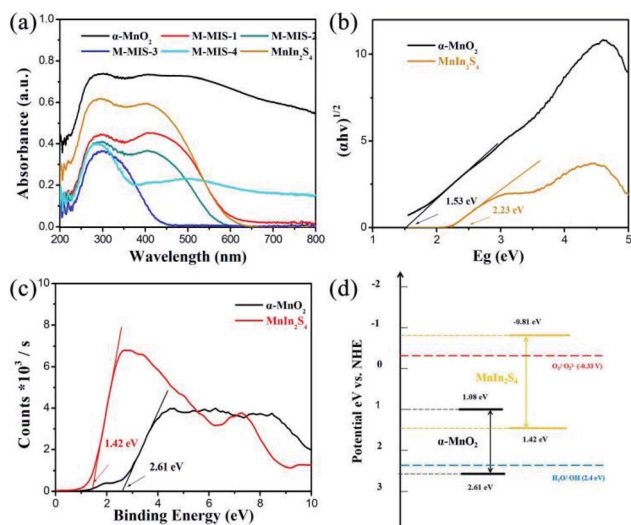 (a)
α-MnO₂ M-MIS-1 M-MIS-2
M-MIS-3 M-MIS-4 MnIn₂S₄
1.0
0.8
0.6
0.4
0.2
0.0
Absorbance (a.u.)
200 300 400 500 600 700 800
Wavelength (nm)
(b)
α-MnO₂
MnIn₂S₄
10
5
0
(αhv)^1/2
1.53 eV
2.23 eV
1 2 3 4 5
Eg (eV)
(c)
α-MnO₂
MnIn₂S₄
8
6
4
2
0
Counts *10³ / s
1.42 eV
2.61 eV
0 2 4 6 8 10
Binding Energy (eV)
(d)
-2
-1
0
1
2
3
Potential eV vs. NHE
-0.81 eV
O₂/·O₂²⁻ (-0.33 V)
MnIn₂S₄
1.08 eV
1.42 eV
α-MnO₂
H₂O/·OH (2.4 eV)
2.61 eV